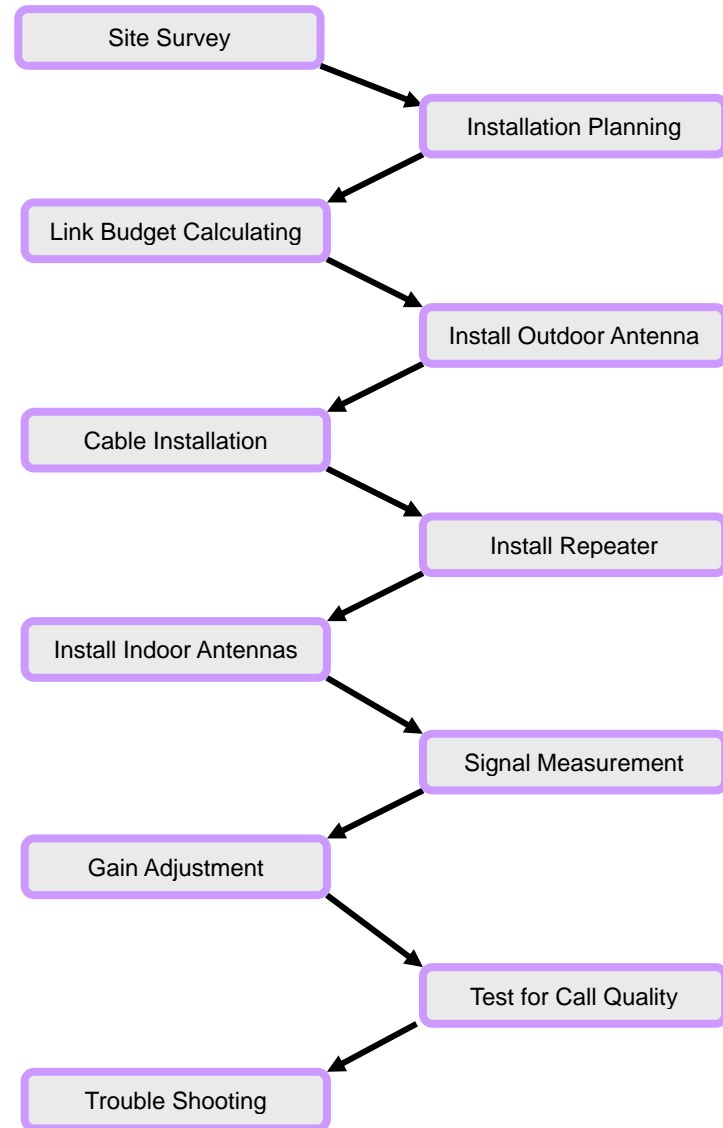 Site Survey
Installation Planning
Link Budget Calculating
Install Outdoor Antenna
Cable Installation
Install Repeater
Install Indoor Antennas
Signal Measurement
Gain Adjustment
Test for Call Quality
Trouble Shooting